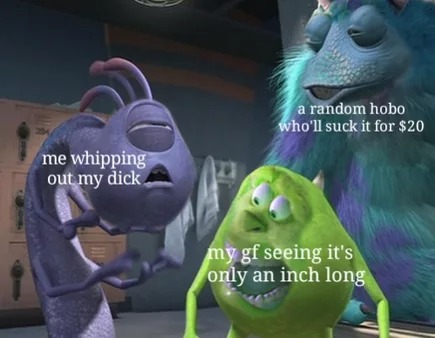 a random hobo
who'll suck it for $20
me whipping
out my dick
my gf seeing it's
only an inch long